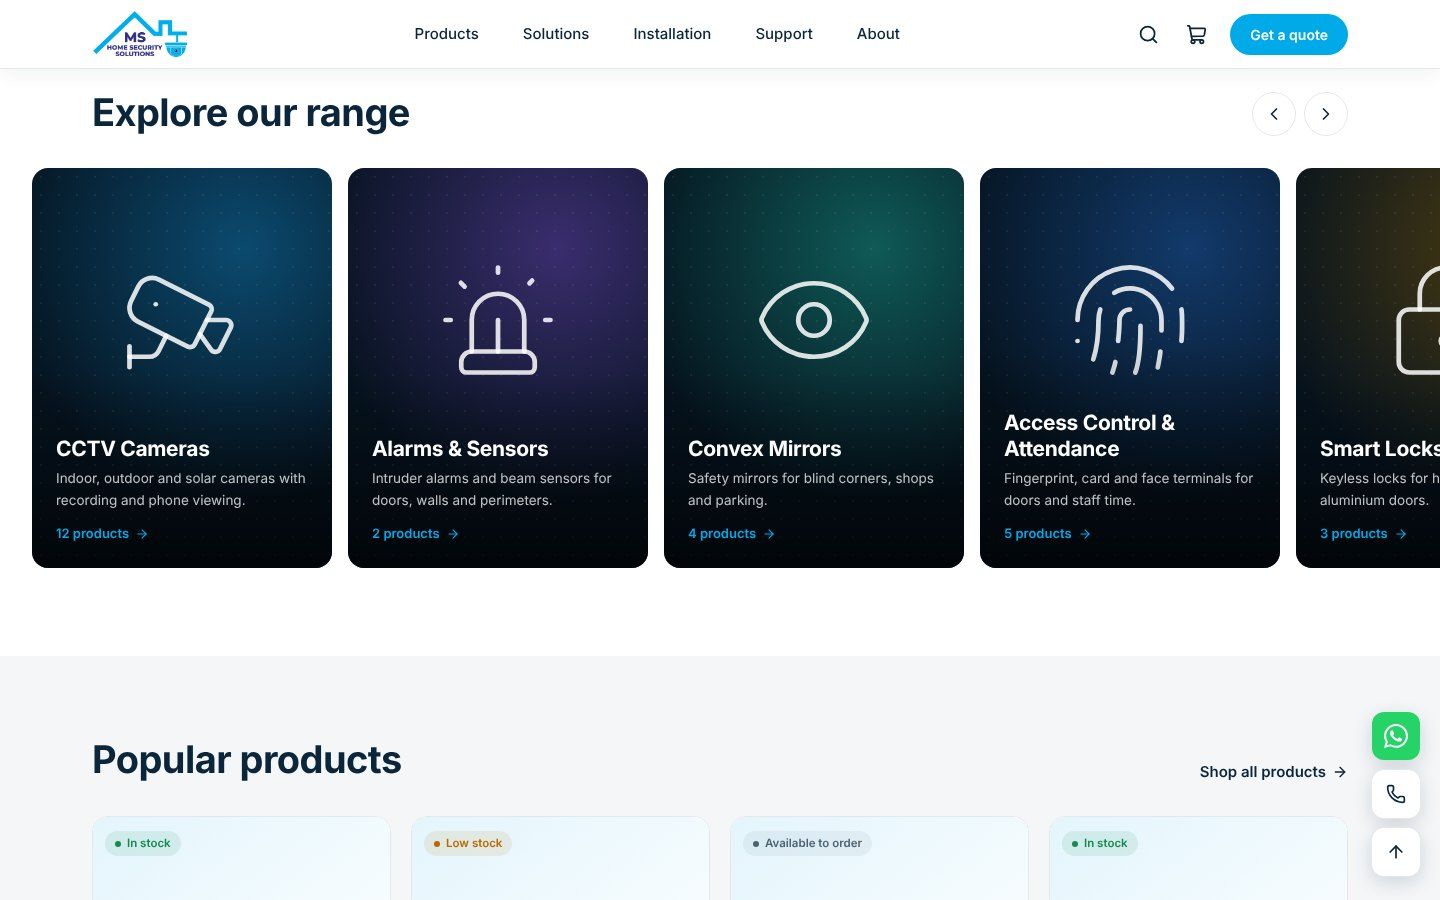 MS
HOME SECURITY
SOLUTIONS
Products
Solutions
Installation
Support
About
Get a quote
Explore our range
CCTV Cameras
Indoor, outdoor and solar cameras with
recording and phone viewing.
12 products
Alarms & Sensors
Intruder alarms and beam sensors for
doors, walls and perimeters.
2 products
Convex Mirrors
Safety mirrors for blind corners, shops
and parking.
4 products
Access Control &
Attendance
Fingerprint, card and face terminals for
doors and staff time.
5 products
Smart Locks
Keyless locks for h
aluminium doors.
3 products
Popular products
Shop all products
In stock
Low stock
Available to order
In stock